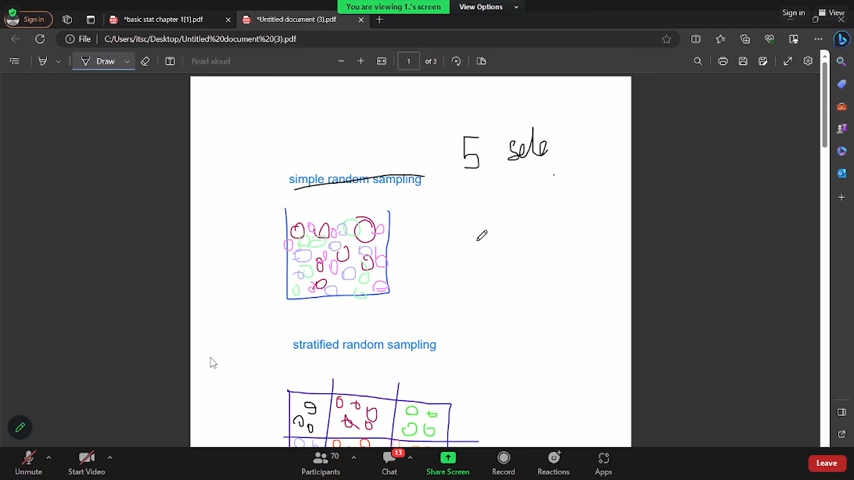 You are viewing 1.'s screen
View Options
Sign in
*basic stat chapter 1[1].pdf
*Untitled document (3).pdf
Sign in
View
File
C:/Users/itsc/Desktop/Untitled%20document%20(3).pdf
Draw
Read aloud
1
of 3
5 sele
simple random sampling
stratified random sampling
Unmute
Start Video
Participants
70
Chat
13
Share Screen
Record
Reactions
Apps
Leave